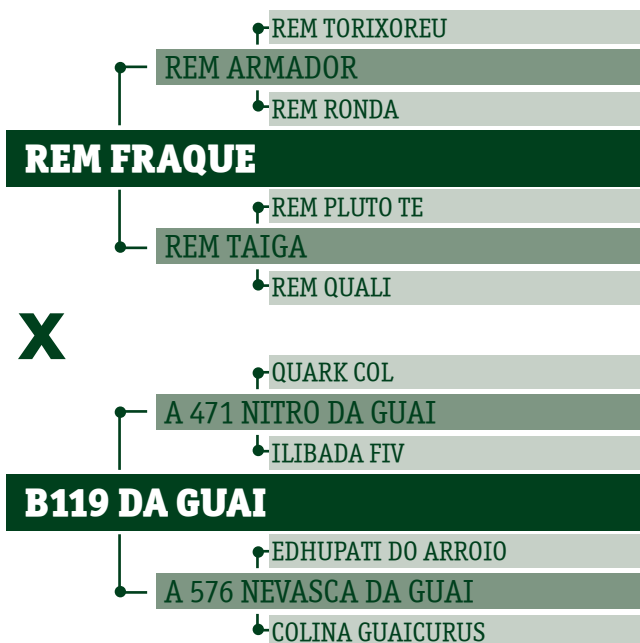 REM TORIXOREU
REM ARMADOR
REM RONDA
REM FRAQUE
REM PLUTO TE
REM TAIGA
REM QUALI
X
QUARK COL
A 471 NITRO DA GUAI
ILIBADA FIV
B119 DA GUAI
EDHUPATI DO ARROIO
A 576 NEVASCA DA GUAI
COLINA GUAICURUS